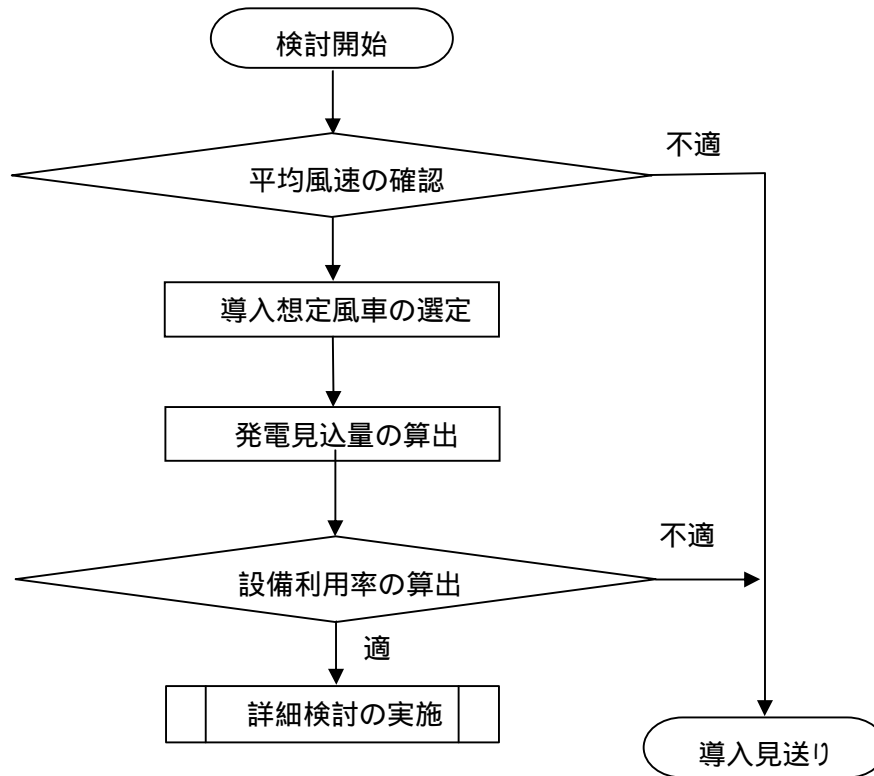 検討開始
不適
平均風速の確認
導入想定風車の選定
発電見込量の算出
不適
設備利用率の算出
適
詳細検討の実施
導入見送り